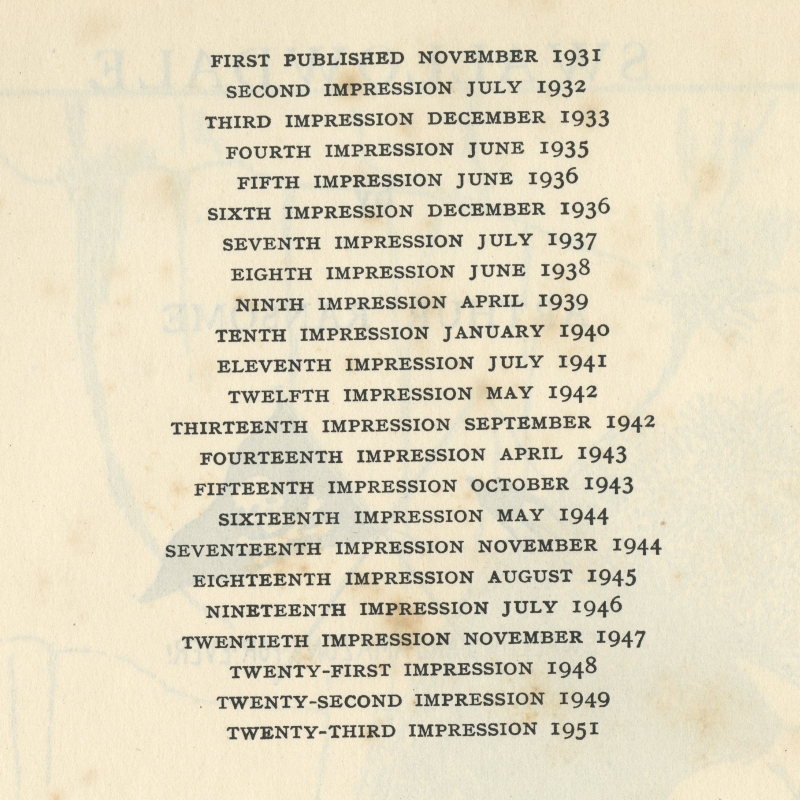 FIRST PUBLISHED NOVEMBER 1931
SECOND IMPRESSION JULY 1932
THIRD IMPRESSION DECEMBER 1933
FOURTH IMPRESSION JUNE 1935
FIFTH IMPRESSION JUNE 1936
SIXTH IMPRESSION DECEMBER 1936
SEVENTH IMPRESSION JULY 1937
EIGHTH IMPRESSION JUNE 1938
NINTH IMPRESSION APRIL 1939
TENTH IMPRESSION JANUARY 1940
ELEVENTH IMPRESSION JULY 1941
TWELFTH IMPRESSION MAY 1942
THIRTEENTH IMPRESSION SEPTEMBER 1942
FOURTEENTH IMPRESSION APRIL 1943
FIFTEENTH IMPRESSION OCTOBER 1943
SIXTEENTH IMPRESSION MAY 1944
SEVENTEENTH IMPRESSION NOVEMBER 1944
EIGHTEENTH IMPRESSION AUGUST 1945
NINETEENTH IMPRESSION JULY 1946
TWENTIETH IMPRESSION NOVEMBER 1947
TWENTY-FIRST IMPRESSION 1948
TWENTY-SECOND IMPRESSION 1949
TWENTY-THIRD IMPRESSION 1951